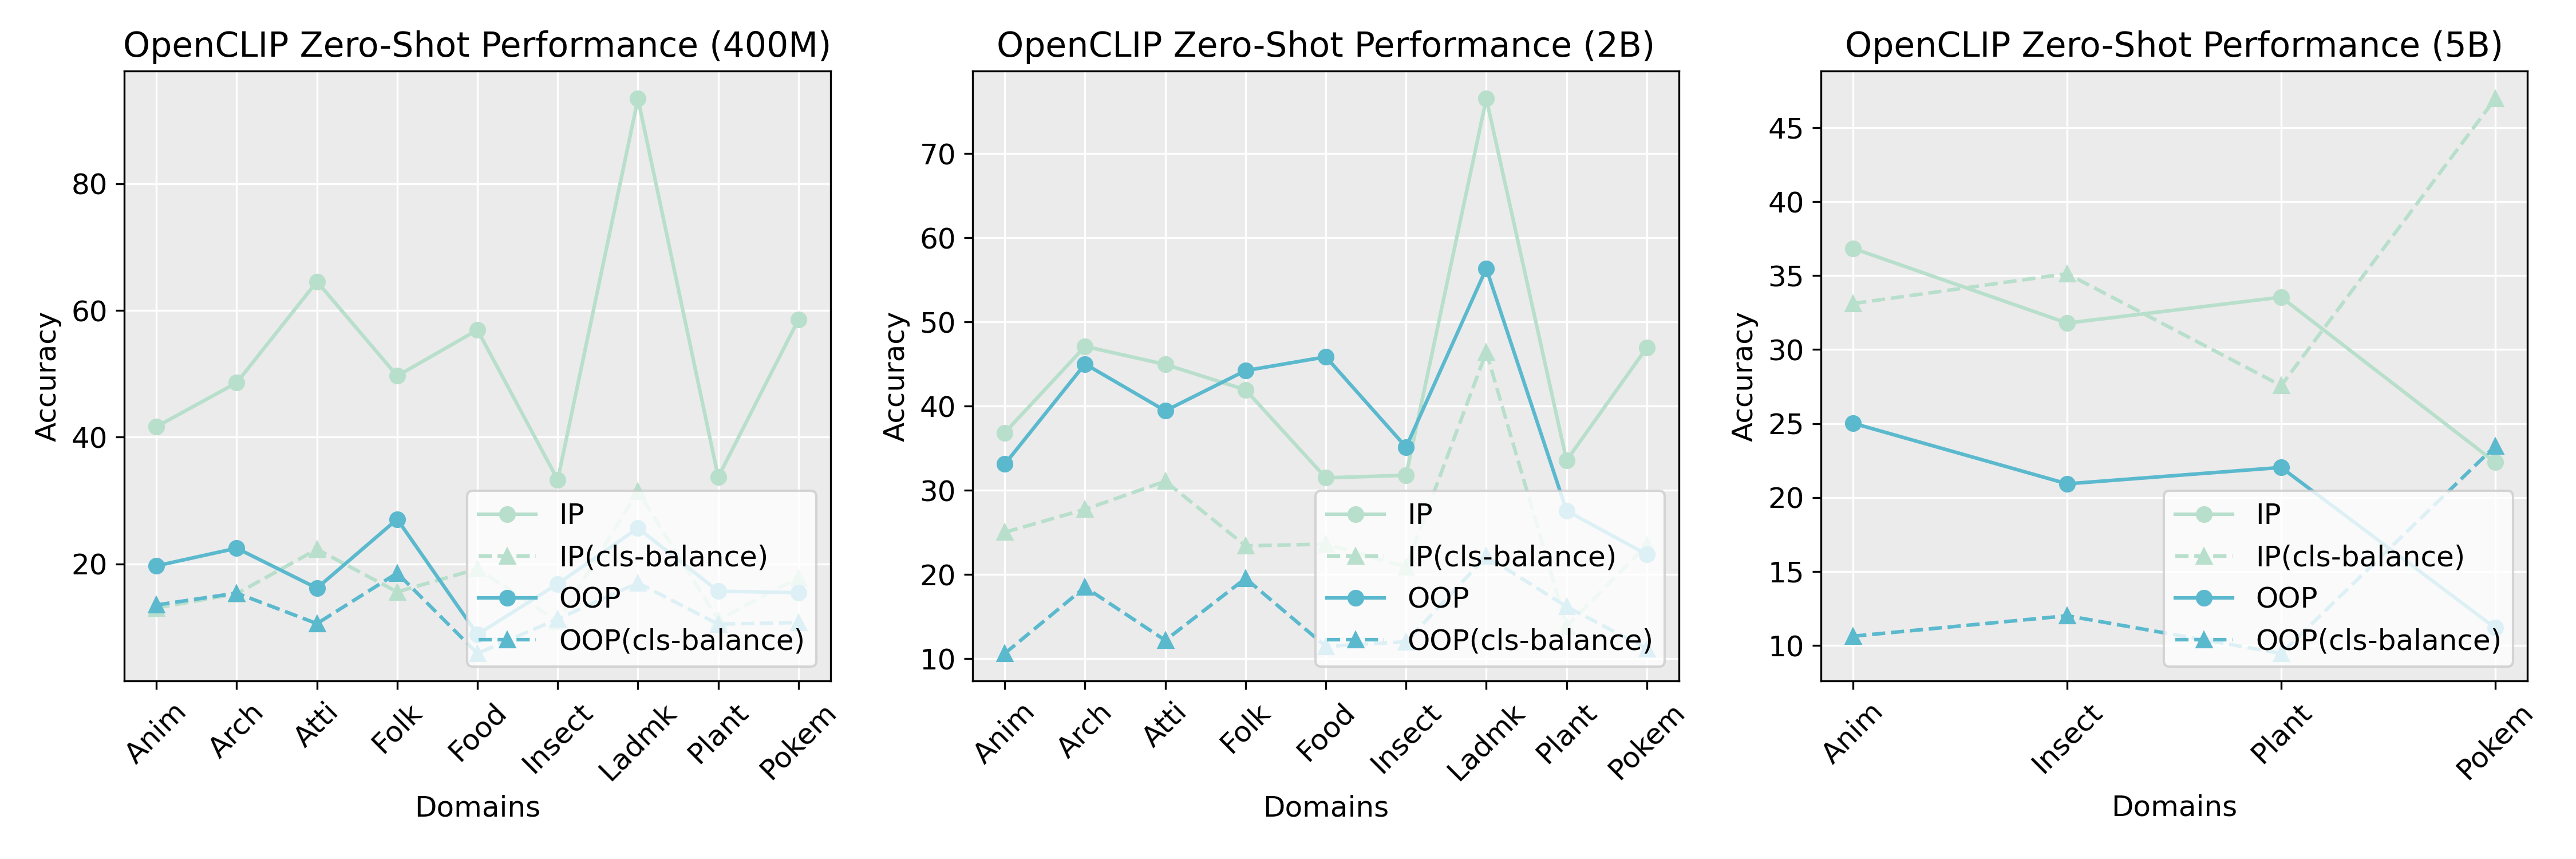 OpenCLIP Zero-Shot Performance (400M)
Accuracy
80
60
40
20
IP
IP(cls-balance)
OOP
OOP(cls-balance)
Anim
Arch
Atti
Folk
Food
Insect
Ladmk
Plant
Pokem
Domains
OpenCLIP Zero-Shot Performance (2B)
Accuracy
70
60
50
40
30
20
10
IP
IP(cls-balance)
OOP
OOP(cls-balance)
Anim
Arch
Atti
Folk
Food
Insect
Ladmk
Plant
Pokem
Domains
OpenCLIP Zero-Shot Performance (5B)
Accuracy
45
40
35
30
25
20
15
10
IP
IP(cls-balance)
OOP
OOP(cls-balance)
Anim
Insect
Plant
Pokem
Domains